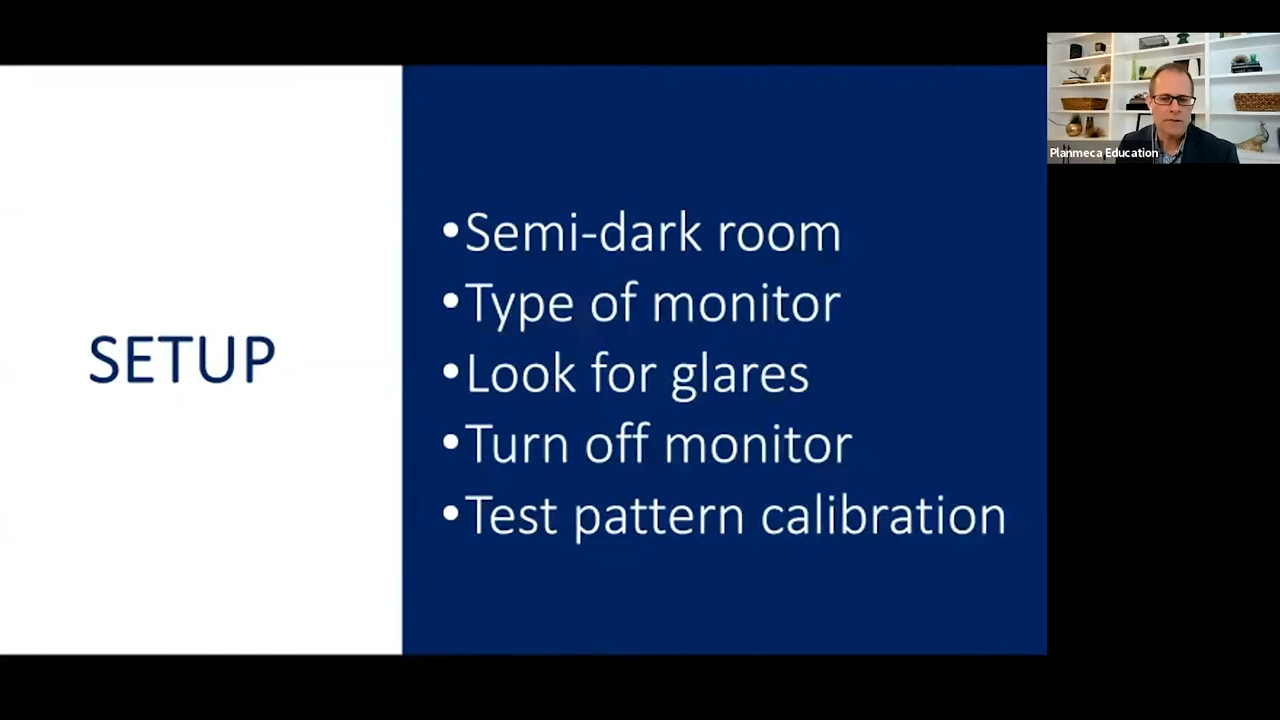 SETUP
•Semi-dark room
•Type of monitor
•Look for glares
•Turn off monitor
•Test pattern calibration
Planmeca Education